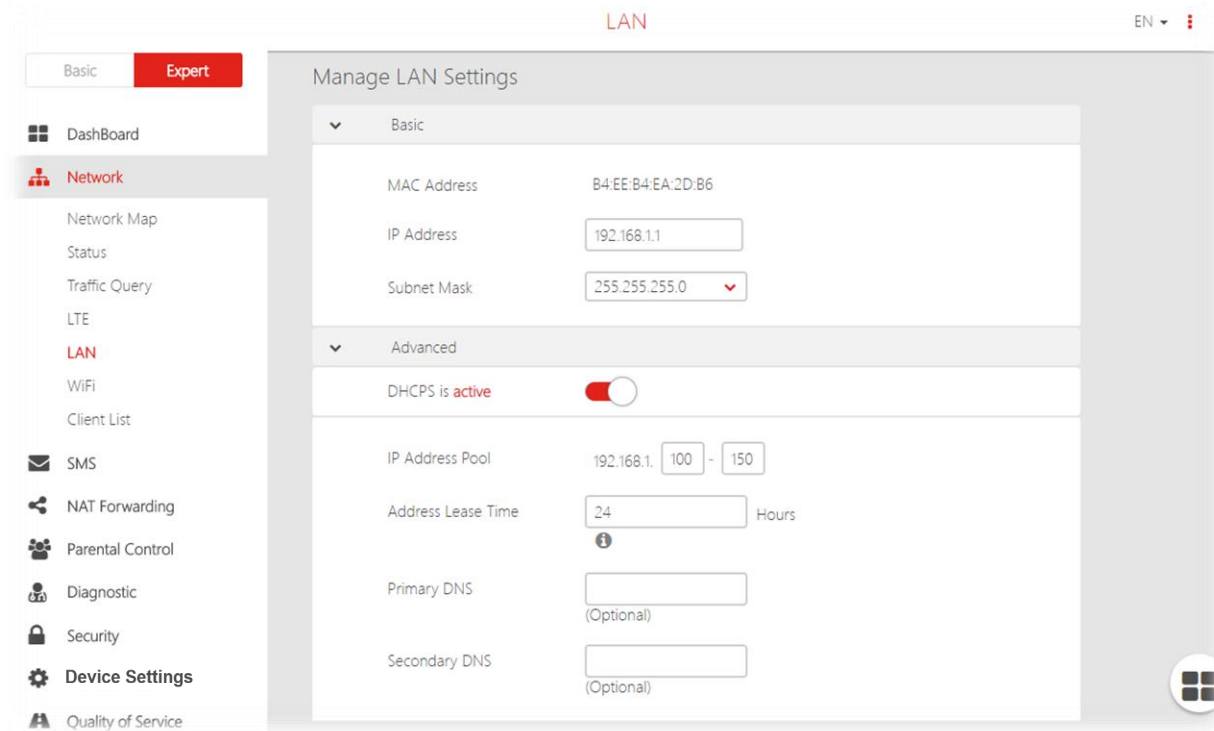 LAN
EN
Basic
Expert
DashBoard
Network
Network Map
Status
Traffic Query
LTE
LAN
WiFi
Client List
SMS
NAT Forwarding
Parental Control
Diagnostic
Security
Device Settings
Quality of Service
Manage LAN Settings
Basic
MAC Address B4:EE:B4:EA:2D:B6
IP Address 192.168.1.1
Subnet Mask 255.255.255.0
Advanced
DHCPS is active
IP Address Pool 192.168.1. 100 - 150
Address Lease Time 24 Hours
Primary DNS
(Optional)
Secondary DNS
(Optional)